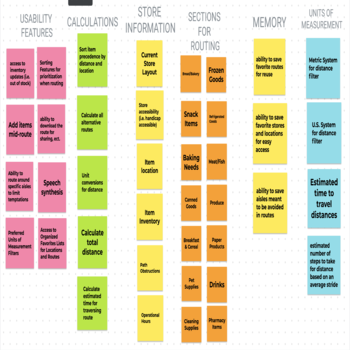 USABILITY
FEATURES
access to
inventory
updates (i.e.
out of stock)
Sorting
Features for
prioritization
when routing
Add items
mid-route
ability to
download the
route for
sharing, ect.
Ability to
route around
specific aisles
to limit
temptations
Speech
synthesis
Preferred
Units of
Measurement
Filters
Access to
Organized
Favorites Lists
for Locations
and Routes
CALCULATIONS
Sort item
precedence by
distance and
location
Calculate all
alternative
routes
Unit
conversions for
distance
Calculate
total
distance
Calculate
estimated
time for
traversing
route
STORE
INFORMATION
Current
Store
Layout
Store
accessibility
(i.e. handicap
accessible)
Item
location
Item
Inventory
Path
Obstructions
Operational
Hours
SECTIONS
FOR
ROUTING
Bread/Bakery
Frozen
Goods
Snack
Items
Refrigerated
Goods
Baking
Needs
Meat/Fish
Canned
Goods
Produce
Breakfast
& Cereal
Paper
Products
Pet
Supplies
Drinks
Cleaning
Supplies
Pharmacy
Items
MEMORY
ability to save
favorite routes
for reuse
ability to save
favorite stores
and locations
for easy
access
ability to save
aisles meant
to be avoided
in routes
UNITS OF
MEASUREMENT
Metric System
for distance
filter
U.S. System
for distance
filter
Estimated
time to
travel
distances
estimated
number of
steps to take
for distance
based on an
average stride